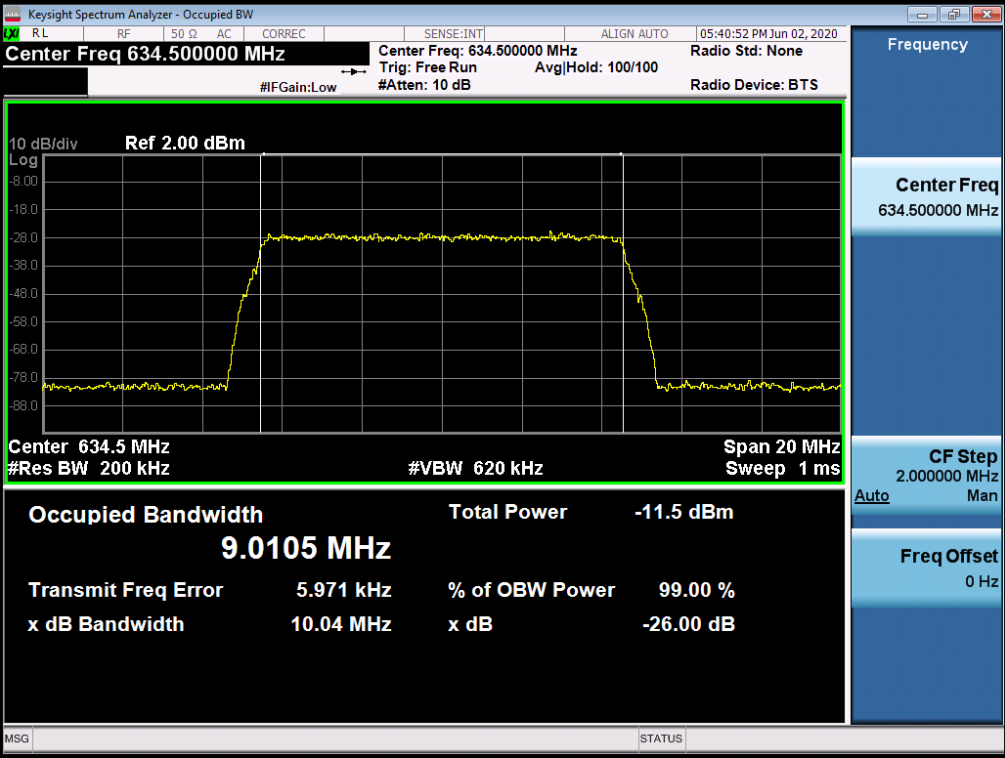 Keysight Spectrum Analyzer - Occupied BW
LXI RL RF 50 Ω AC CORREC SENSE:INT ALIGN AUTO 05:40:52 PM Jun 02, 2020
Center Freq 634.500000 MHz
Center Freq: 634.500000 MHz Radio Std: None
Trig: Free Run Avg|Hold: 100/100
#IFGain:Low #Atten: 10 dB Radio Device: BTS
10 dB/div Ref 2.00 dBm
Log
-8.00
-18.0
-28.0
-38.0
-48.0
-58.0
-68.0
-78.0
-88.0
Center 634.5 MHz Span 20 MHz
#Res BW 200 kHz #VBW 620 kHz Sweep 1 ms
Occupied Bandwidth Total Power -11.5 dBm
9.0105 MHz
Transmit Freq Error 5.971 kHz % of OBW Power 99.00 %
x dB Bandwidth 10.04 MHz x dB -26.00 dB
MSG STATUS
Frequency
Center Freq
634.500000 MHz
CF Step
2.000000 MHz
Auto Man
Freq Offset
0 Hz